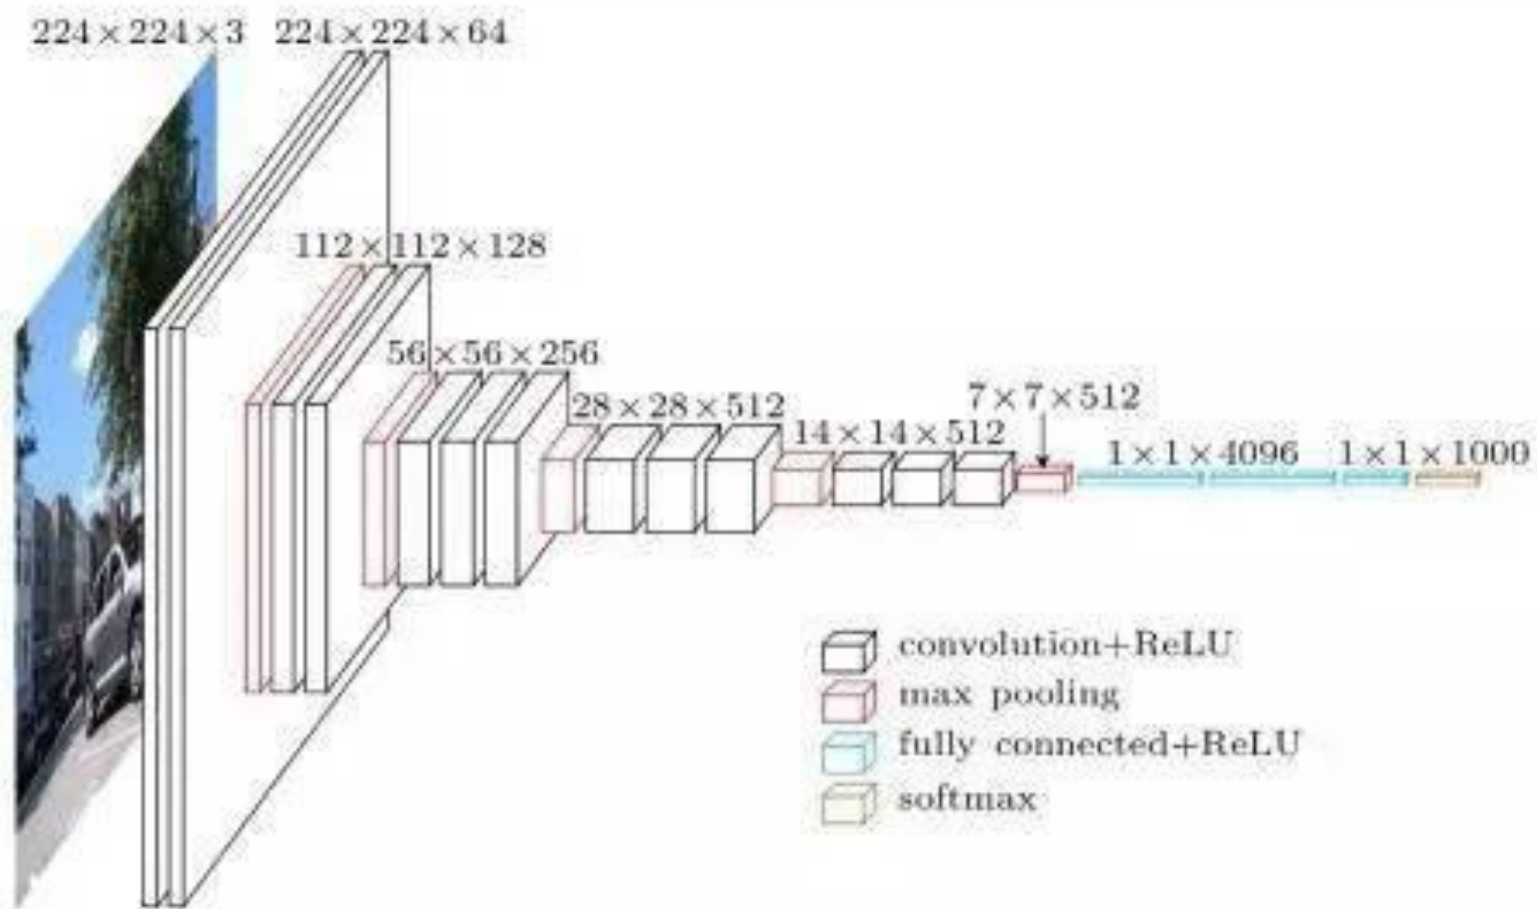 224×224×3
224×224×64
112×112×128
56×56×256
28×28×512
14×14×512
7×7×512
1×1×4096
1×1×1000
convolution+ReLU
max pooling
fully connected+ReLU
softmax